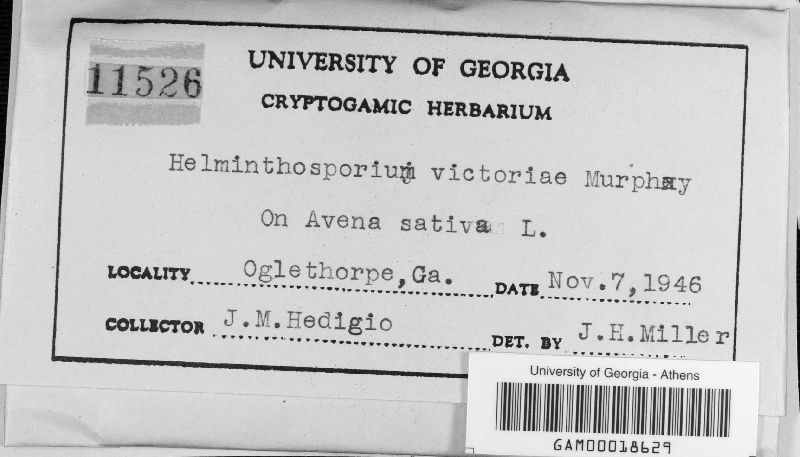 11526
UNIVERSITY OF GEORGIA
CRYPTOGAMIC HERBARIUM
Helminthosporium victoriae Murphy
On Avena sativa L.
LOCALITY Oglethorpe, Ga. DATE Nov. 7, 1946
COLLECTOR J.M.Hedigio DET. BY J.H.Miller
University of Georgia - Athens
GAM00018629